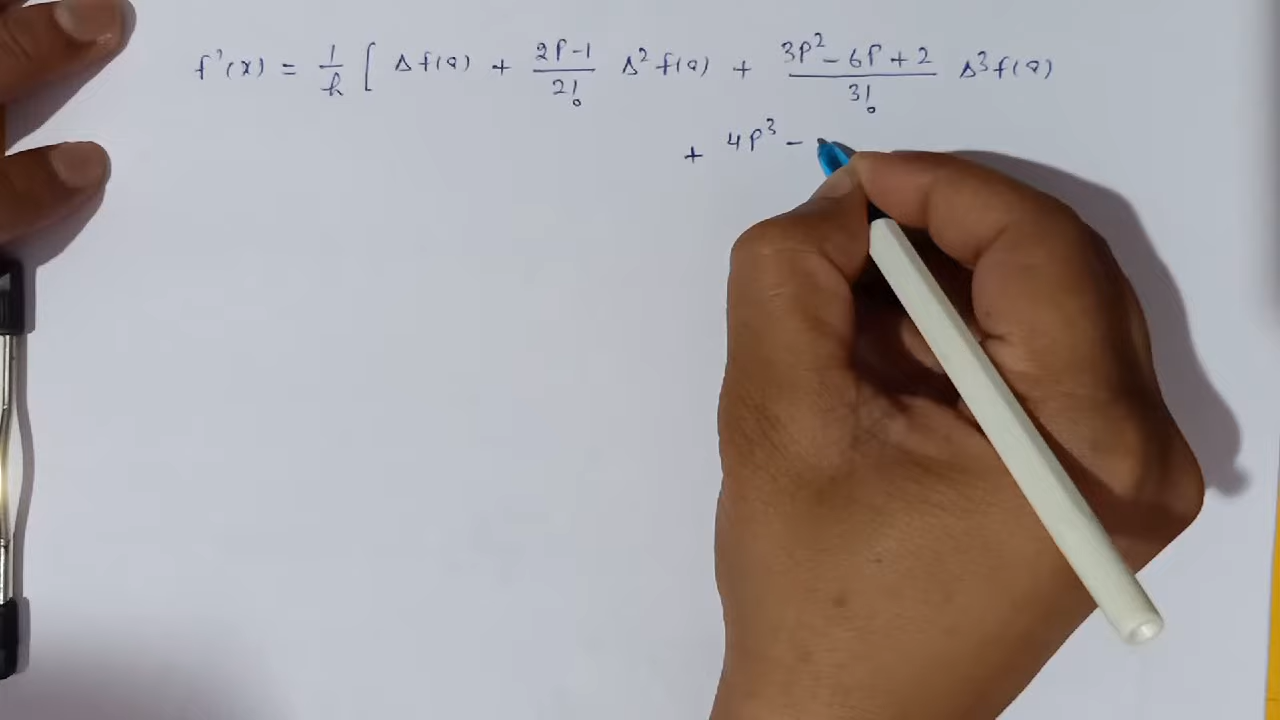 f'(x) = 1/h [ Δf(a) + (2P-1)/2! Δ²f(a) + (3P²-6P+2)/3! Δ³f(a)
+ 4P³ -